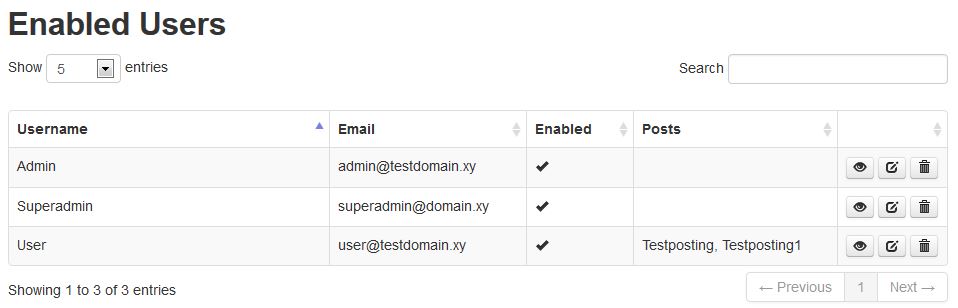 Enabled Users
Show 5 entries Search
Username Email Enabled Posts
Admin admin@testdomain.xy
Superadmin superadmin@domain.xy
User user@testdomain.xy Testposting, Testposting1
Showing 1 to 3 of 3 entries ← Previous 1 Next →